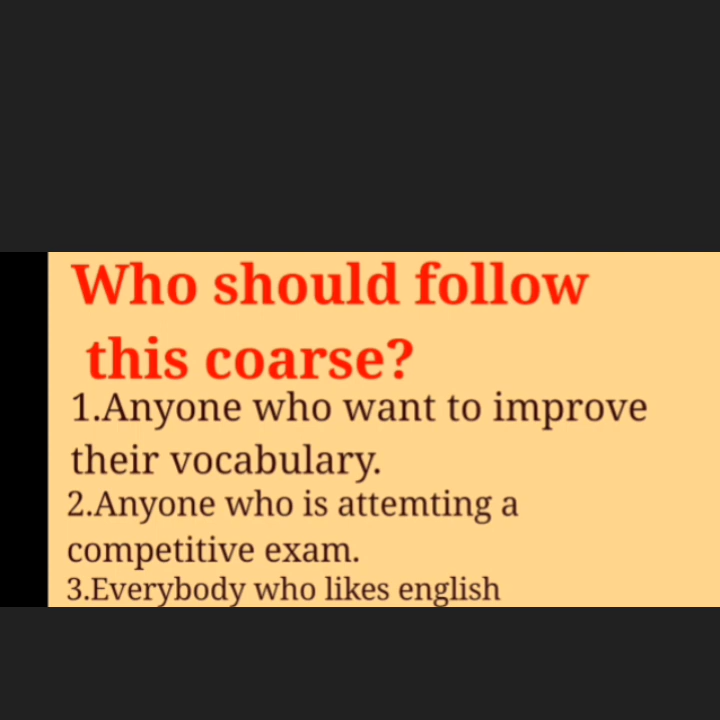 Who should follow
this coarse?
1.Anyone who want to improve
their vocabulary.
2.Anyone who is attemting a
competitive exam.
3.Everybody who likes english